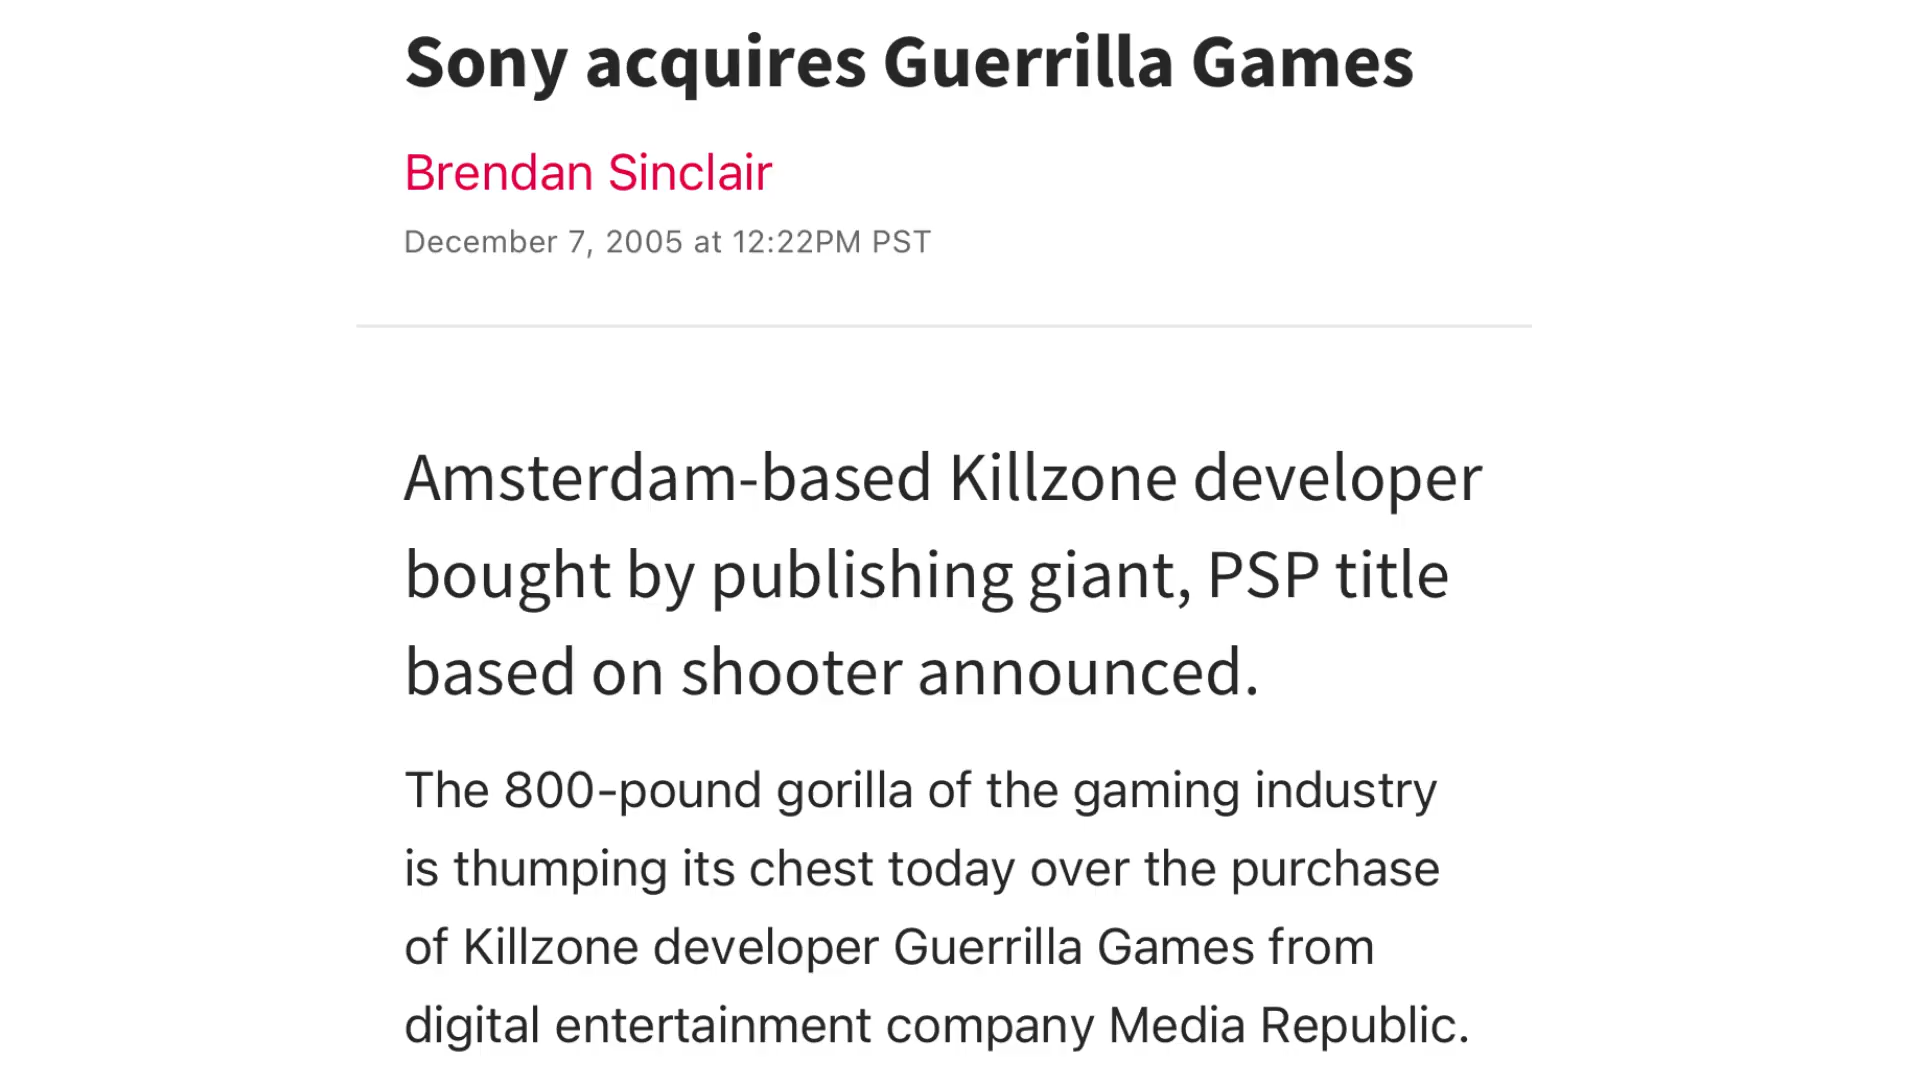 Sony acquires Guerrilla Games
Brendan Sinclair
December 7, 2005 at 12:22PM PST
Amsterdam-based Killzone developer
bought by publishing giant, PSP title
based on shooter announced.
The 800-pound gorilla of the gaming industry
is thumping its chest today over the purchase
of Killzone developer Guerrilla Games from
digital entertainment company Media Republic.